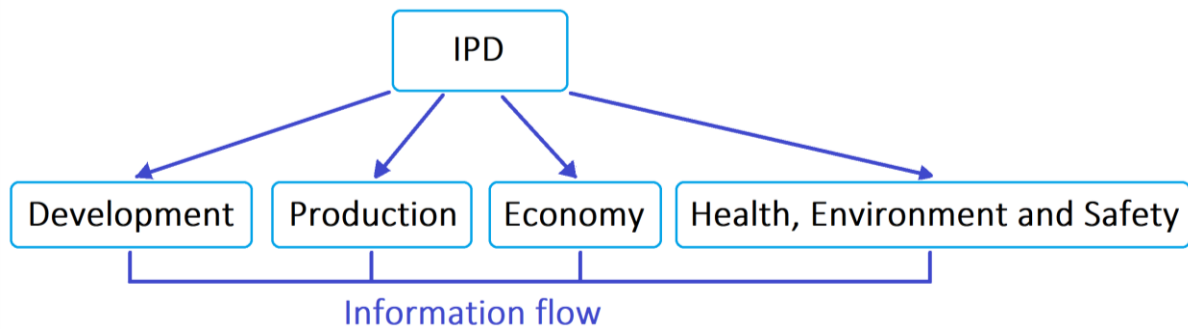 IPD
Development
Production
Economy
Health, Environment and Safety
Information flow